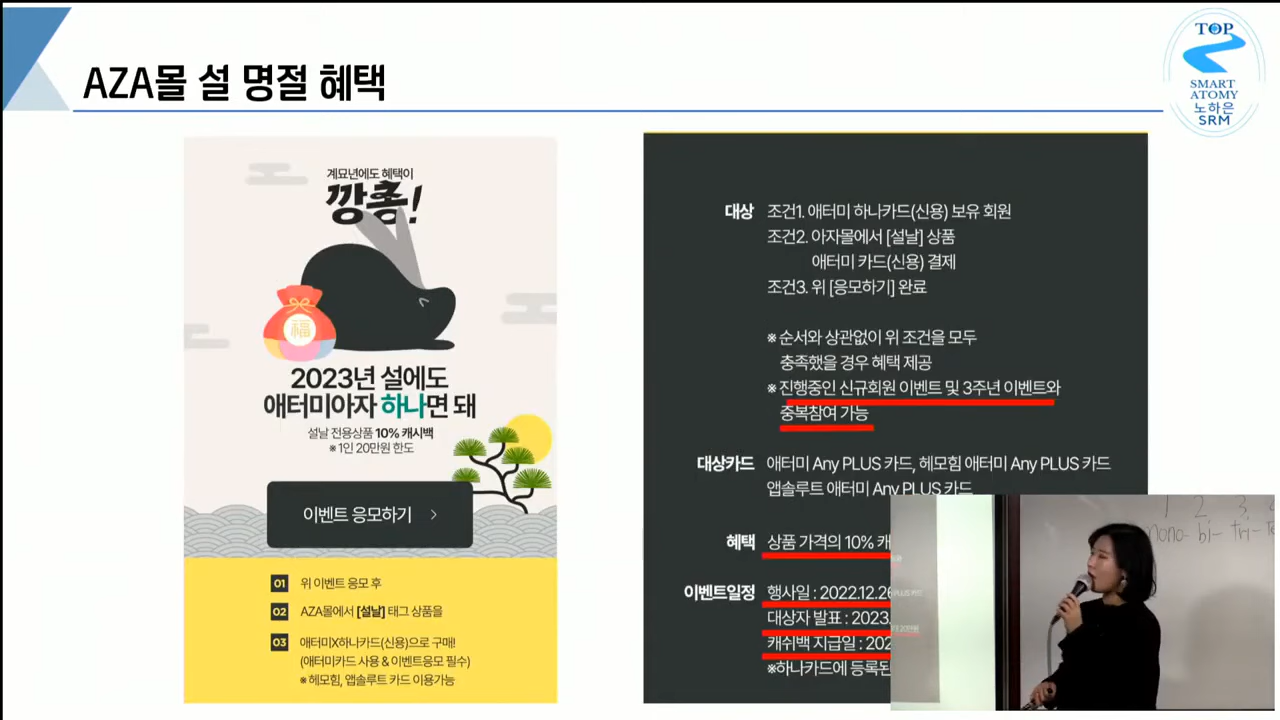 AZA몰 설 명절 혜택
TOP
SMART
ATOMY
노하은
SRM
계묘년에도 혜택이
깡총!
福
2023년 설에도
애터미아자 하나면 돼
설날 전용상품 10% 캐시백
※ 1인 20만원 한도
이벤트 응모하기 >
01 위 이벤트 응모 후
02 AZA몰에서 [설날] 태그 상품을
03 애터미X하나카드(신용)으로 구매!
(애터미카드 사용 & 이벤트응모 필수)
※ 헤모힘, 앱솔루트 카드 이용가능
대상 조건1. 애터미 하나카드(신용) 보유 회원
조건2. 아자몰에서 [설날] 상품
애터미 카드(신용) 결제
조건3. 위 [응모하기] 완료
※ 순서와 상관없이 위 조건을 모두
충족했을 경우 혜택 제공
※ 진행중인 신규회원 이벤트 및 3주년 이벤트와
중복참여 가능
대상카드 애터미 Any PLUS 카드, 헤모힘 애터미 Any PLUS 카드
앱솔루트 애터미 Any PLUS 카드
혜택 상품 가격의 10% 캐
이벤트일정 행사일 : 2022.12.26
대상자 발표 : 2023.
캐쉬백 지급일 : 202
※하나카드에 등록된
1 2 3
mono- bi- tri- te
PLUS 카드
20만원